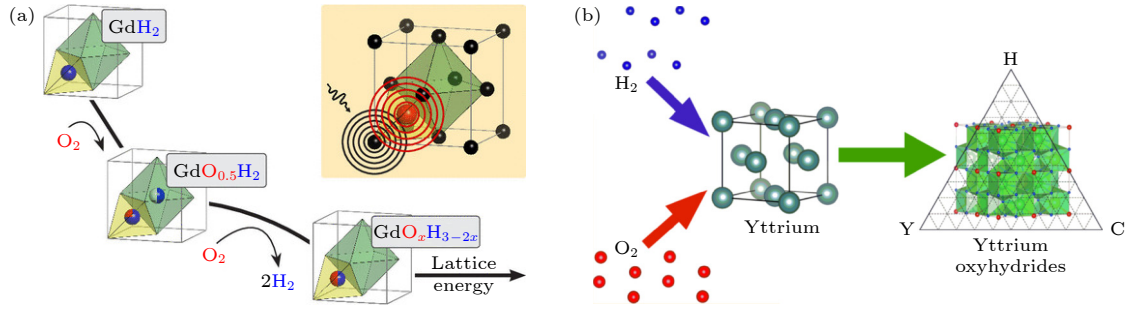 (a)
GdH₂
O₂
GdO₀.₅H₂
O₂
2H₂
GdOₓH₃₋₂ₓ
Lattice
energy
(b)
H₂
O₂
Yttrium
H
Y
C
Yttrium
oxyhydrides